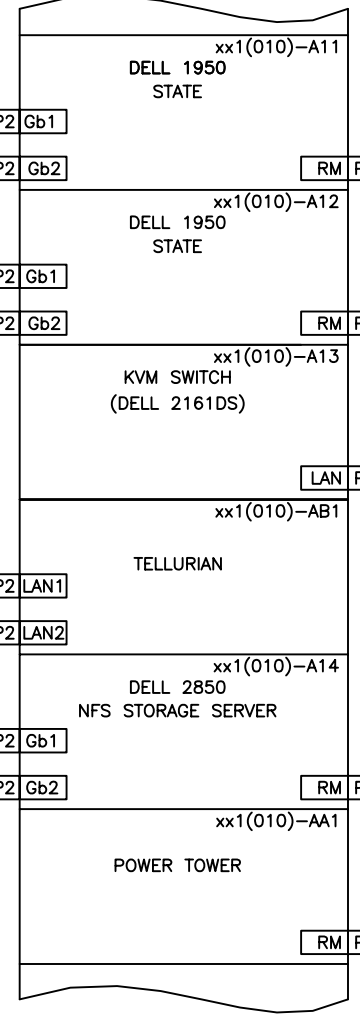 xx1(010)-A11
DELL 1950
STATE
P2 Gb1
P2 Gb2 RM P
xx1(010)-A12
DELL 1950
STATE
P2 Gb1
P2 Gb2 RM P
xx1(010)-A13
KVM SWITCH
(DELL 2161DS)
LAN P
xx1(010)-AB1
TELLURIAN
P2 LAN1
P2 LAN2
xx1(010)-A14
DELL 2850
NFS STORAGE SERVER
P2 Gb1
P2 Gb2 RM P
xx1(010)-AA1
POWER TOWER
RM P